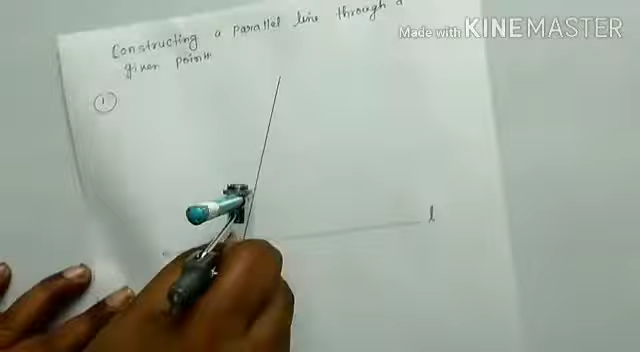 Made with KINEMASTER
Constructing a parallel line through a
given point
①
l